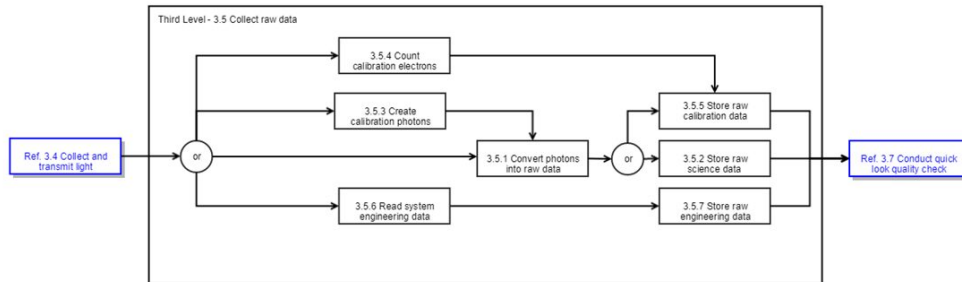 Third Level - 3.5 Collect raw data
3.5.4 Count
calibration electrons
3.5.3 Create
calibration photons
3.5.5 Store raw
calibration data
Ref. 3.4 Collect and
transmit light
or
3.5.1 Convert photons
into raw data
or
3.5.2 Store raw
science data
Ref. 3.7 Conduct quick
look quality check
3.5.6 Read system
engineering data
3.5.7 Store raw
engineering data